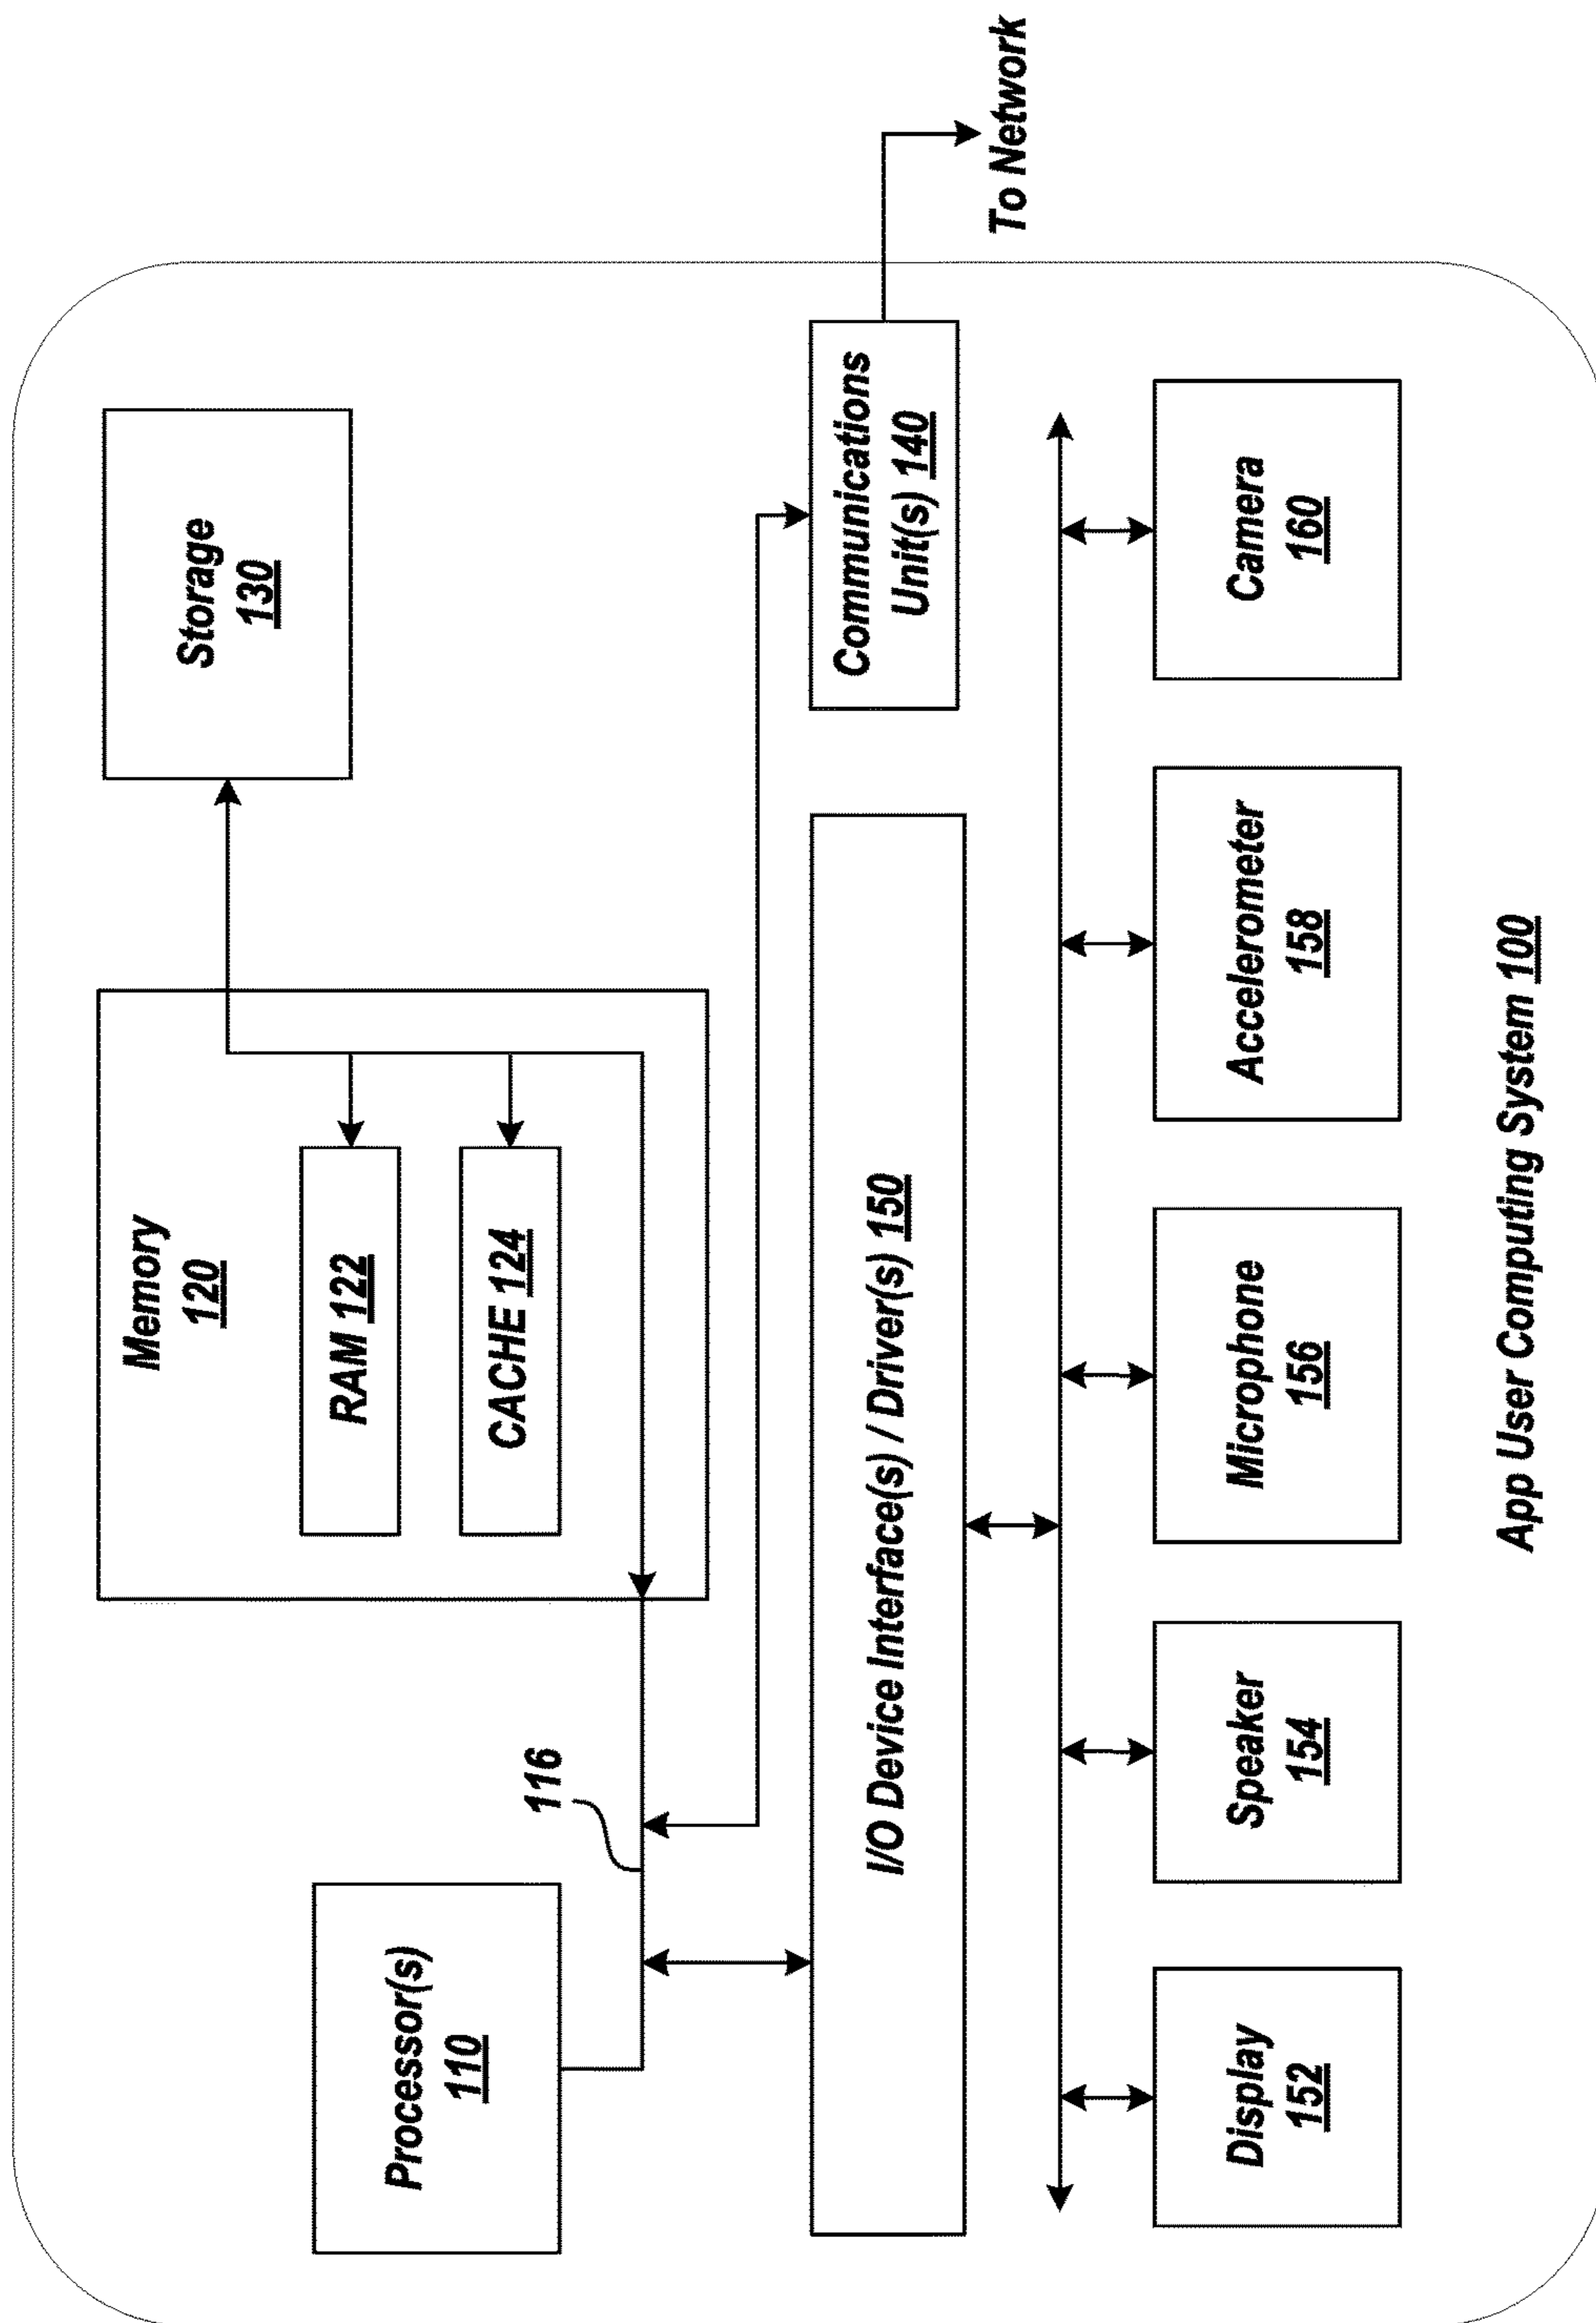 Memory
120
Storage
130
RAM 122
Processor(s)
110
CACHE 124
116
I/O Device Interface(s) / Driver(s) 150
Communications
Unit(s) 140
To Network
Display
152
Speaker
154
Microphone
156
Accelerometer
158
Camera
160
App User Computing System 100